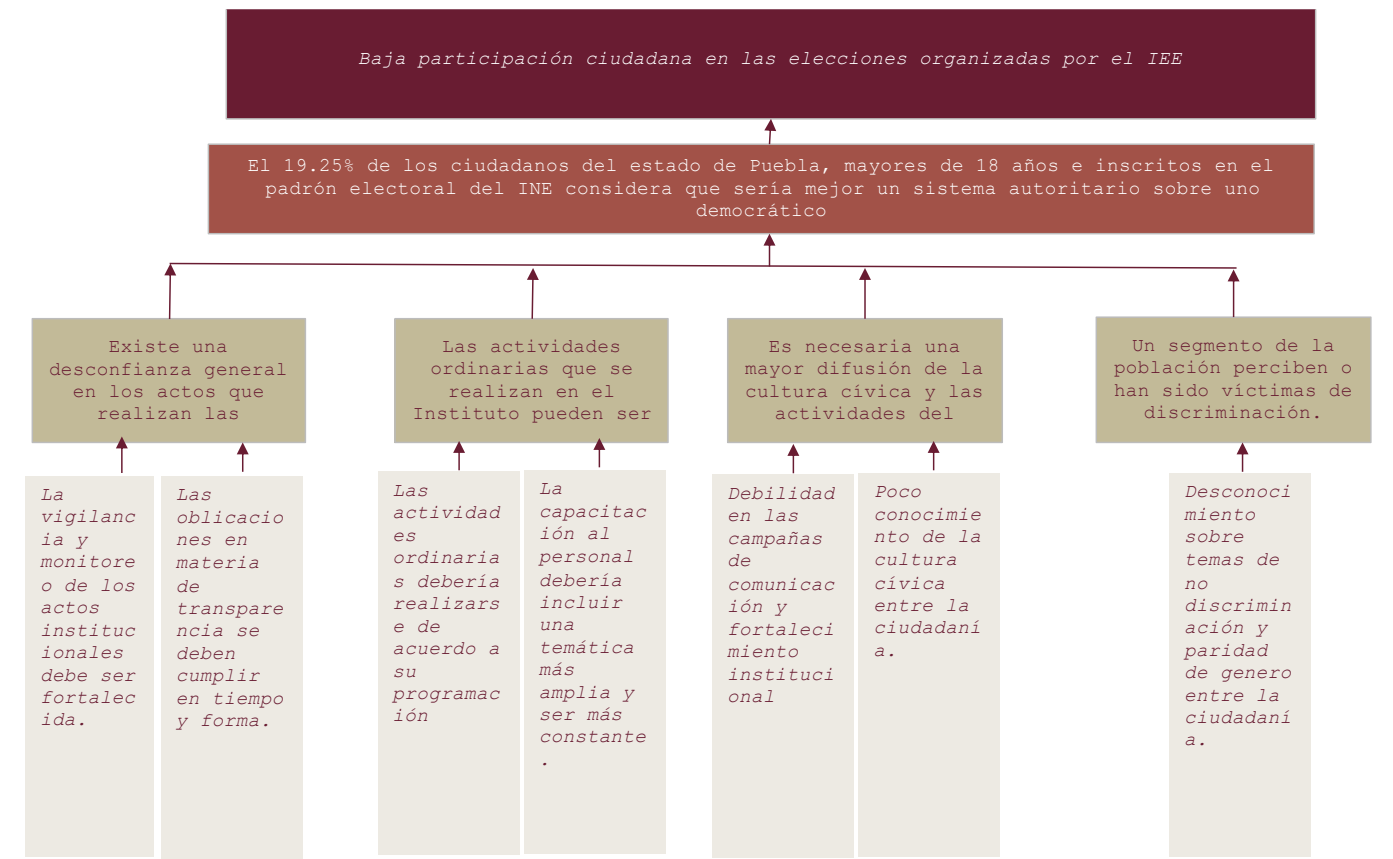 Baja participación ciudadana en las elecciones organizadas por el IEE
El 19.25% de los ciudadanos del estado de Puebla, mayores de 18 años e inscritos en el
padrón electoral del INE considera que sería mejor un sistema autoritario sobre uno
democrático
Existe una
desconfianza general
en los actos que
realizan las
Las actividades
ordinarias que se
realizan en el
Instituto pueden ser
Es necesaria una
mayor difusión de la
cultura cívica y las
actividades del
Un segmento de la
población perciben o
han sido víctimas de
discriminación.
La
vigilanc
ia y
monitore
o de los
actos
instituc
ionales
debe ser
fortalec
ida.
Las
oblicacio
nes en
materia
de
transpare
ncia se
deben
cumplir
en tiempo
y forma.
Las
actividad
es
ordinaria
s debería
realizars
e de
acuerdo a
su
programac
ión
La
capacitac
ión al
personal
debería
incluir
una
temática
más
amplia y
ser más
constante
.
Debilidad
en las
campañas
de
comunicac
ión y
fortaleci
miento
instituci
onal
Poco
conocimie
nto de la
cultura
cívica
entre la
ciudadaní
a.
Desconoci
miento
sobre
temas de
no
discrimin
ación y
paridad
de genero
entre la
ciudadaní
a.